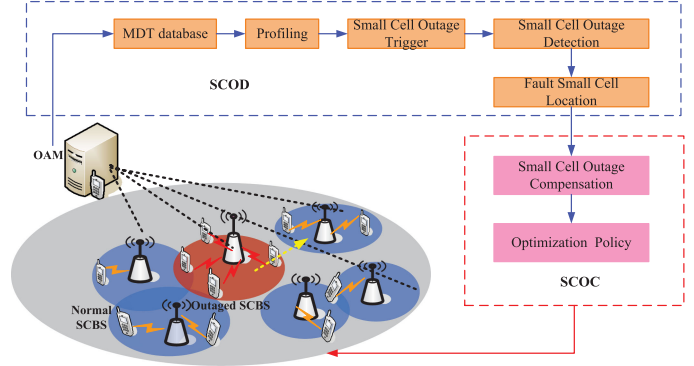 MDT database
Profiling
Small Cell Outage
Trigger
Small Cell Outage
Detection
SCOD
Fault Small Cell
Location
OAM
Small Cell Outage
Compensation
Optimization Policy
SCOC
Normal
SCBS
Outaged SCBS